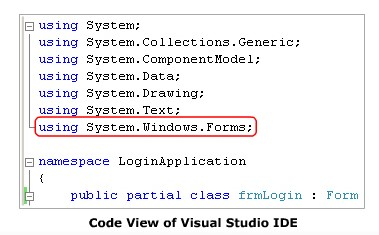 using System;
using System.Collections.Generic;
using System.ComponentModel;
using System.Data;
using System.Drawing;
using System.Text;
using System.Windows.Forms;
namespace LoginApplication
{
public partial class frmLogin : Form
Code View of Visual Studio IDE